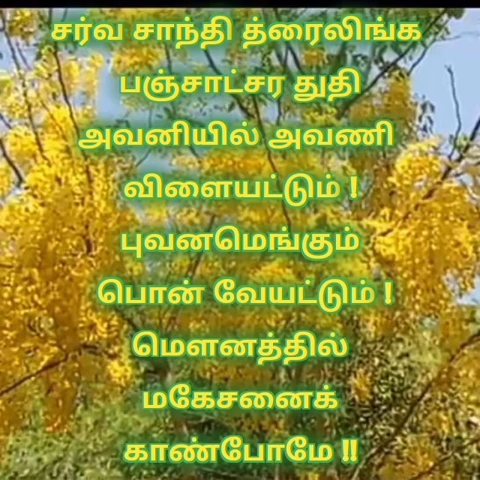 சர்வ சாந்தி த்ரைலிங்க
பஞ்சாட்சர துதி
அவனியில் அவணி
விளையட்டும் !
புவனமெங்கும்
பொன் வேயட்டும் !
மௌனத்தில்
மகேசனைக்
காண்போமே !!